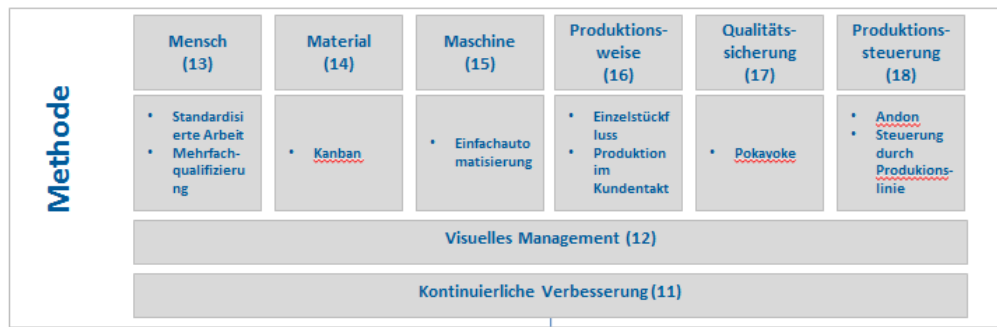 Methode
Mensch
(13)
Material
(14)
Maschine
(15)
Produktions-
weise
(16)
Qualitäts-
sicherung
(17)
Produktions-
steuerung
(18)
• Standardisi
erte Arbeit
• Mehrfach-
qualifizieru
ng
• Kanban
• Einfachauto
matisierung
• Einzelstückf
luss
• Produktion
im
Kundentakt
• Pokayoke
• Andon
• Steuerung
durch
Produkions-
linie
Visuelles Management (12)
Kontinuierliche Verbesserung (11)